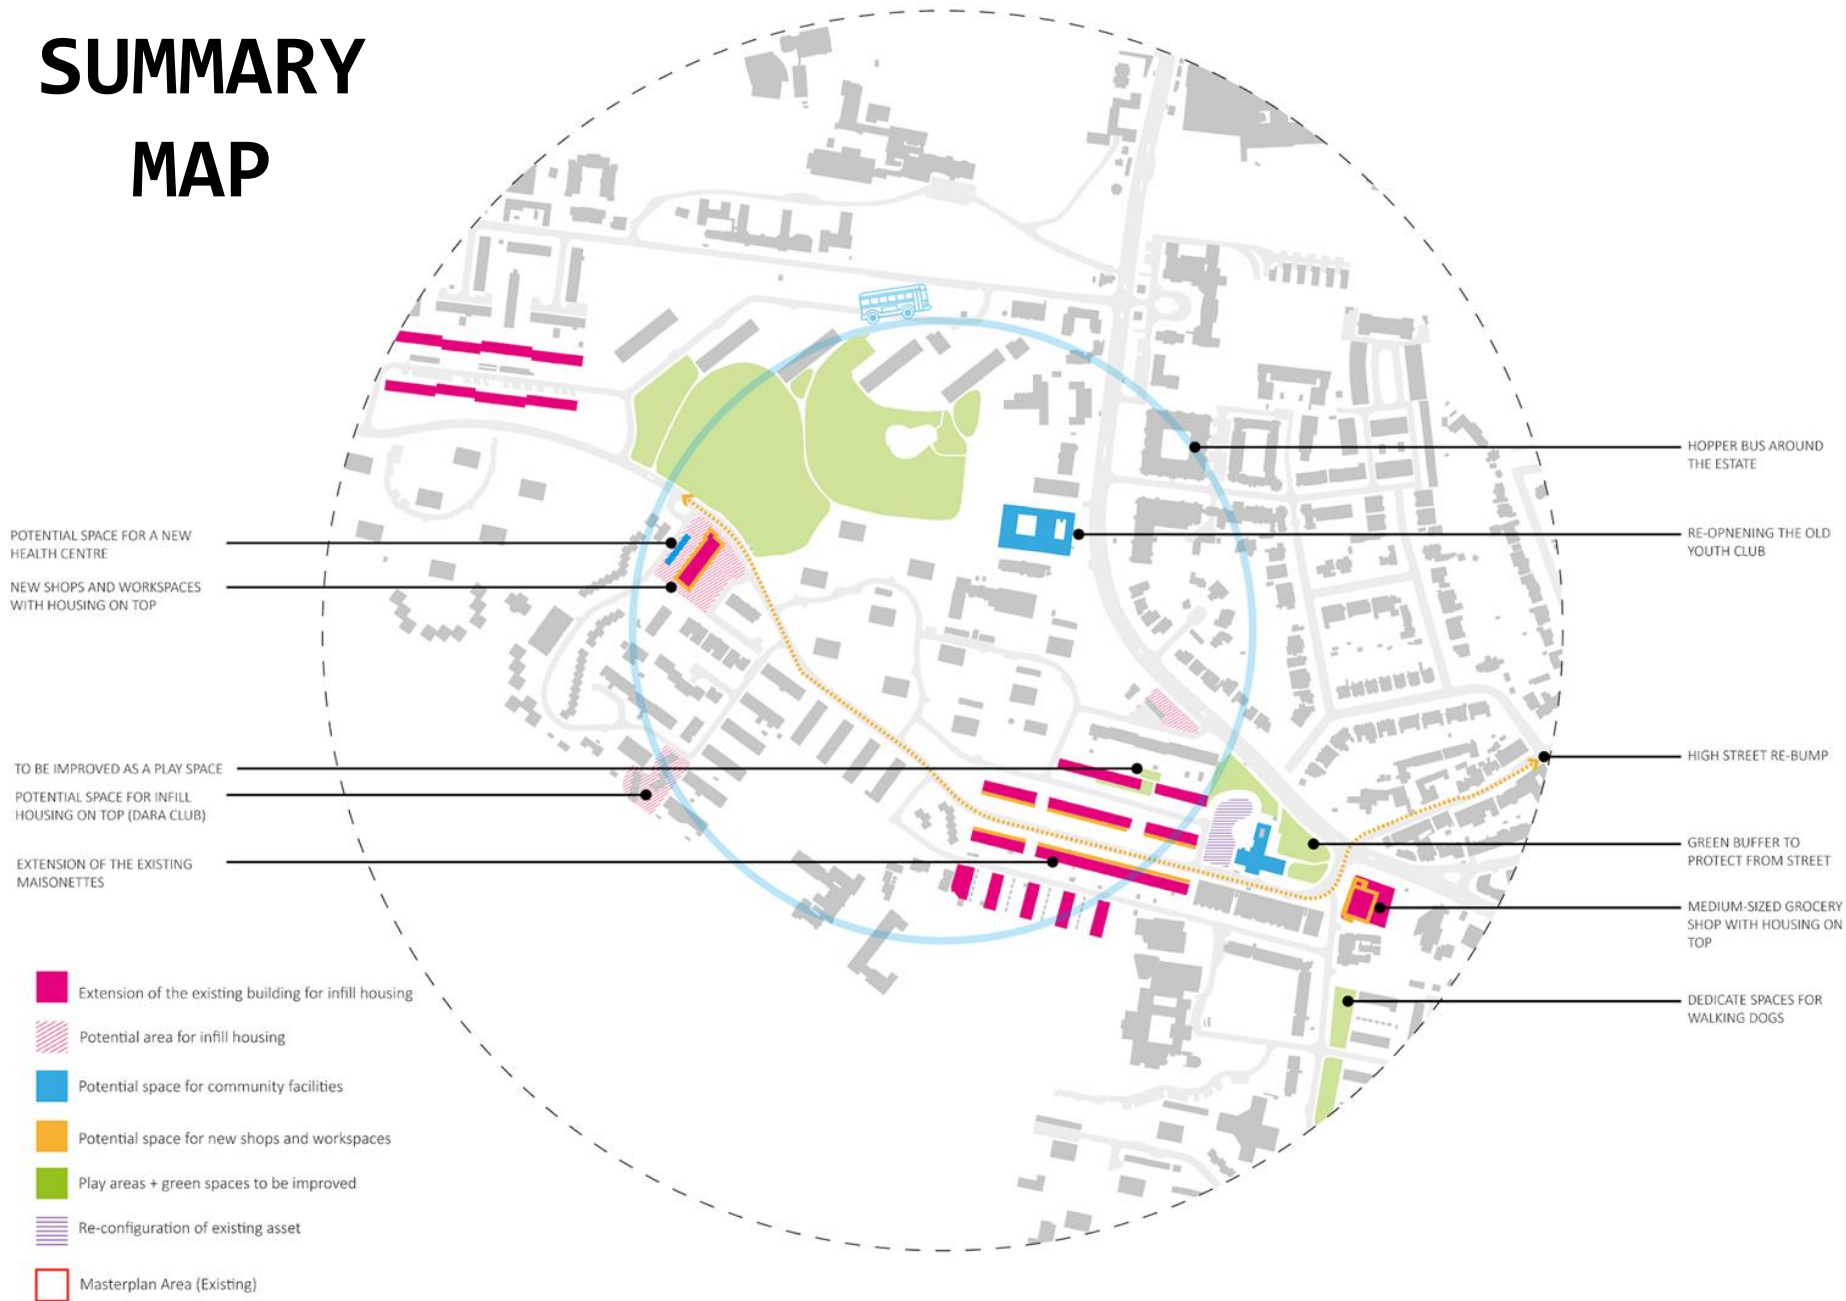 SUMMARY
MAP
POTENTIAL SPACE FOR A NEW
HEALTH CENTRE
NEW SHOPS AND WORKSPACES
WITH HOUSING ON TOP
TO BE IMPROVED AS A PLAY SPACE
POTENTIAL SPACE FOR INFILL
HOUSING ON TOP (DARA CLUB)
EXTENSION OF THE EXISTING
MAISONETTES
HOPPER BUS AROUND
THE ESTATE
RE-OPNENING THE OLD
YOUTH CLUB
HIGH STREET RE-BUMP
GREEN BUFFER TO
PROTECT FROM STREET
MEDIUM-SIZED GROCERY
SHOP WITH HOUSING ON
TOP
DEDICATE SPACES FOR
WALKING DOGS
Extension of the existing building for infill housing
Potential area for infill housing
Potential space for community facilities
Potential space for new shops and workspaces
Play areas + green spaces to be improved
Re-configuration of existing asset
Masterplan Area (Existing)